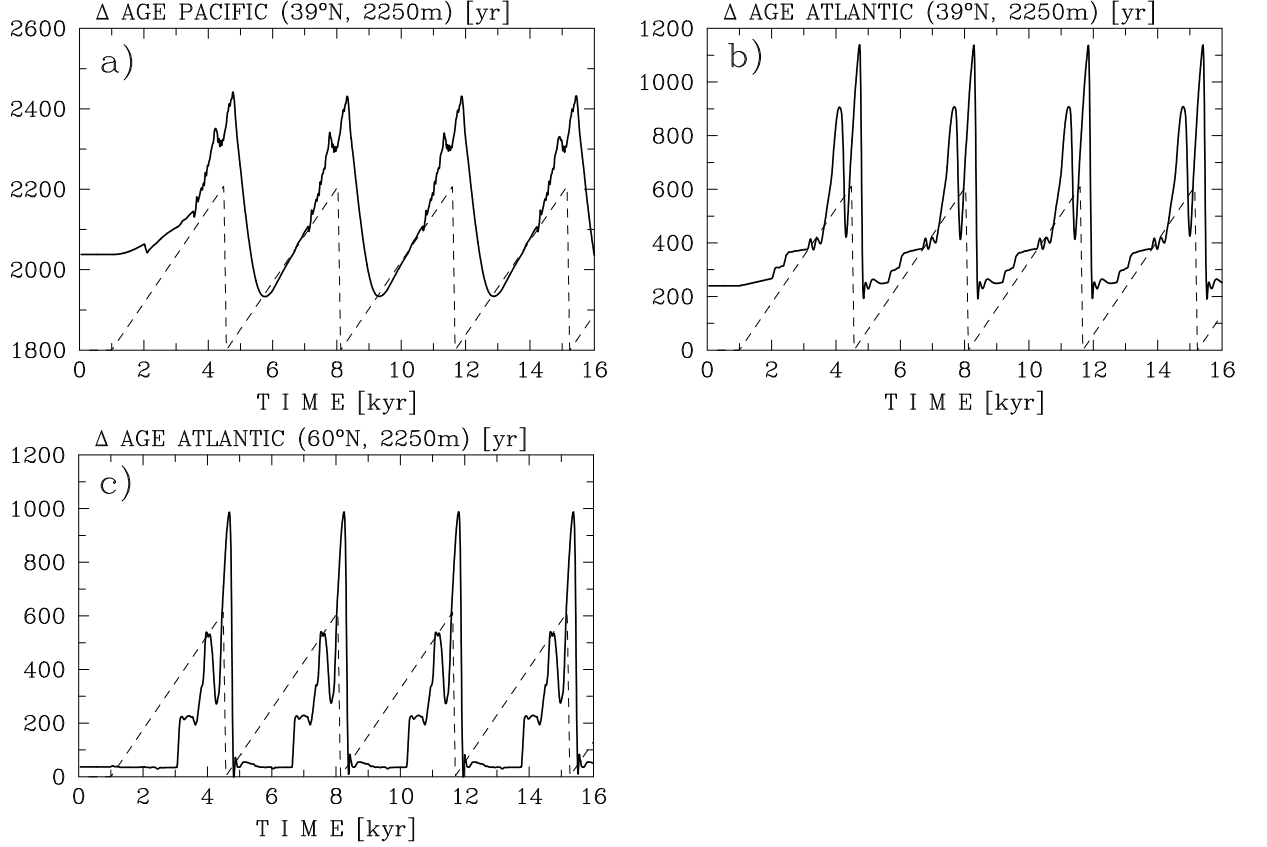 Δ AGE PACIFIC (39°N, 2250m) [yr]
2600
2400
2200
2000
1800
a)
0 2 4 6 8 10 12 14 16
T I M E [kyr]
Δ AGE ATLANTIC (39°N, 2250m) [yr]
1200
1000
800
600
400
200
0
b)
0 2 4 6 8 10 12 14 16
T I M E [kyr]
Δ AGE ATLANTIC (60°N, 2250m) [yr]
1200
1000
800
600
400
200
0
c)
0 2 4 6 8 10 12 14 16
T I M E [kyr]